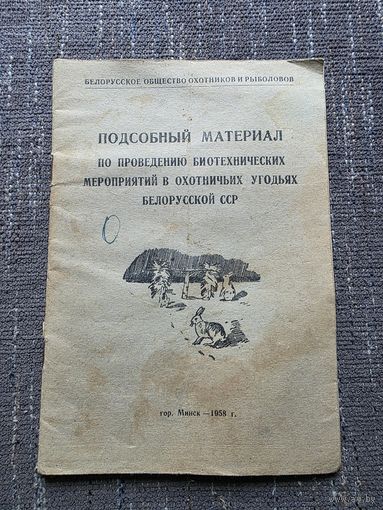 БЕЛОРУССКОЕ ОБЩЕСТВО ОХОТНИКОВ И РЫБОЛОВОВ
ПОДСОБНЫЙ МАТЕРИАЛ
ПО ПРОВЕДЕНИЮ БИОТЕХНИЧЕСКИХ
МЕРОПРИЯТИЙ В ОХОТНИЧЬИХ УГОДЬЯХ
БЕЛОРУССКОЙ ССР
О
гор. Минск—1958 г.